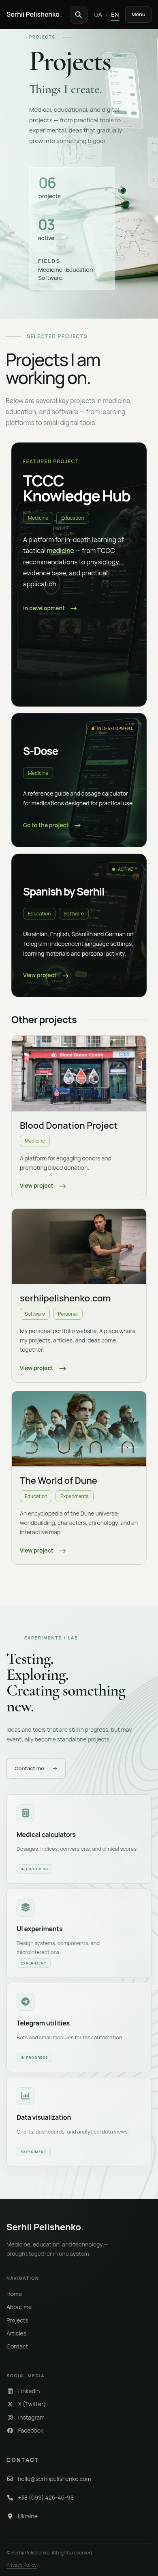 Serhii Pelishenko
UA / EN
Menu
PROJECTS
Projects
Things I create.
Medical, educational, and digital
projects — from practical tools to
experimental ideas that gradually
grow into something bigger.
06
projects
03
active
FIELDS
Medicine · Education ·
Software
SELECTED PROJECTS
Projects I am
working on.
Below are several key projects in medicine,
education, and software — from learning
platforms to small digital tools.
FEATURED PROJECT
TCCC
Knowledge Hub
Medicine
Education
A platform for in-depth learning of
tactical medicine — from TCCC
recommendations to physiology,
evidence base, and practical
application.
In development →
IN DEVELOPMENT
S-Dose
Medicine
A reference guide and dosage calculator
for medications designed for practical use.
Go to the project →
ACTIVE
Spanish by Serhii
Education
Software
Ukrainian, English, Spanish and German on
Telegram: independent language settings,
learning materials and personal activity.
View project →
Other projects
Blood Donor Centre
Blood Donation Project
Medicine
A platform for engaging donors and
promoting blood donation.
View project →
serhiipelishenko.com
Software
Personal
My personal portfolio website. A place where
my projects, articles, and ideas come
together.
View project →
The World of Dune
Education
Experiments
An encyclopedia of the Dune universe:
worldbuilding, characters, chronology, and an
interactive map.
View project →
EXPERIMENTS / LAB
Testing.
Exploring.
Creating something
new.
Ideas and tools that are still in progress, but may
eventually become standalone projects.
Contact me →
Medical calculators
Dosages, indices, conversions, and clinical scores.
IN PROGRESS
UI experiments
Design systems, components, and
microinteractions.
EXPERIMENT
Telegram utilities
Bots and small modules for task automation.
IN PROGRESS
Data visualization
Charts, dashboards, and analytical data views.
EXPERIMENT
Serhii Pelishenko.
Medicine, education, and technology —
brought together in one system.
NAVIGATION
Home
About me
Projects
Articles
Contact
SOCIAL MEDIA
LinkedIn
X (Twitter)
Instagram
Facebook
CONTACT
hello@serhiipelishenko.com
+38 (099) 426-46-98
Ukraine
© Serhii Pelishenko. All rights reserved.
Privacy Policy